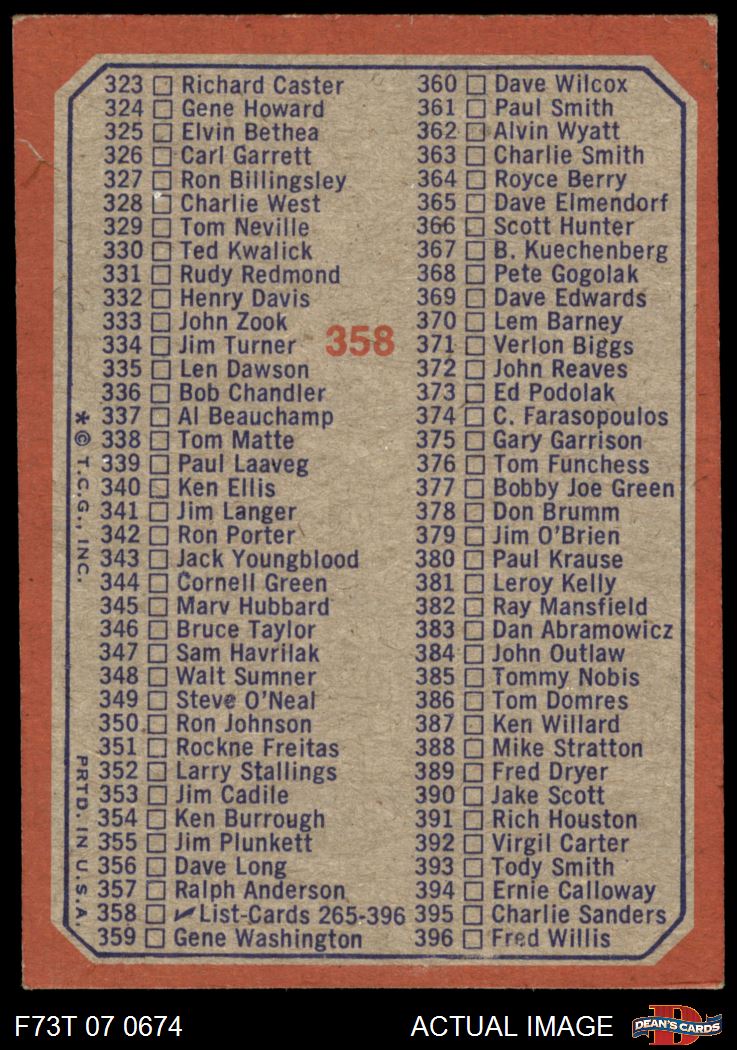 323 Richard Caster
324 Gene Howard
325 Elvin Bethea
326 Carl Garrett
327 Ron Billingsley
328 Charlie West
329 Tom Neville
330 Ted Kwalick
331 Rudy Redmond
332 Henry Davis
333 John Zook
334 Jim Turner
335 Len Dawson
336 Bob Chandler
337 Al Beauchamp
338 Tom Matte
339 Paul Laaveg
340 Ken Ellis
341 Jim Langer
342 Ron Porter
343 Jack Youngblood
344 Cornell Green
345 Marv Hubbard
346 Bruce Taylor
347 Sam Havrilak
348 Walt Sumner
349 Steve O'Neal
350 Ron Johnson
351 Rockne Freitas
352 Larry Stallings
353 Jim Cadile
354 Ken Burrough
355 Jim Plunkett
356 Dave Long
357 Ralph Anderson
358 List-Cards 265-396
359 Gene Washington
358
360 Dave Wilcox
361 Paul Smith
362 Alvin Wyatt
363 Charlie Smith
364 Royce Berry
365 Dave Elmendorf
366 Scott Hunter
367 B. Kuechenberg
368 Pete Gogolak
369 Dave Edwards
370 Lem Barney
371 Verlon Biggs
372 John Reaves
373 Ed Podolak
374 C. Farasopoulos
375 Gary Garrison
376 Tom Funchess
377 Bobby Joe Green
378 Don Brumm
379 Jim O'Brien
380 Paul Krause
381 Leroy Kelly
382 Ray Mansfield
383 Dan Abramowicz
384 John Outlaw
385 Tommy Nobis
386 Tom Domres
387 Ken Willard
388 Mike Stratton
389 Fred Dryer
390 Jake Scott
391 Rich Houston
392 Virgil Carter
393 Tody Smith
394 Ernie Calloway
395 Charlie Sanders
396 Fred Willis
* © T.C.G., INC. PRTD. IN U.S.A.
F73T 07 0674
ACTUAL IMAGE
D
DEAN'S CARDS